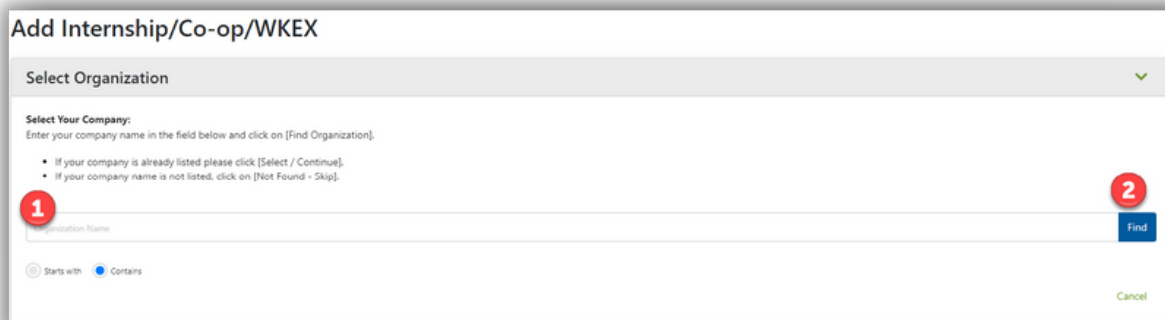 Add Internship/Co-op/WKEX
Select Organization
Select Your Company:
Enter your company name in the field below and click on [Find Organization].
• If your company is already listed please click [Select / Continue].
• If your company name is not listed, click on [Not Found - Skip].
1
2
Organization Name
Find
Starts with Contains
Cancel